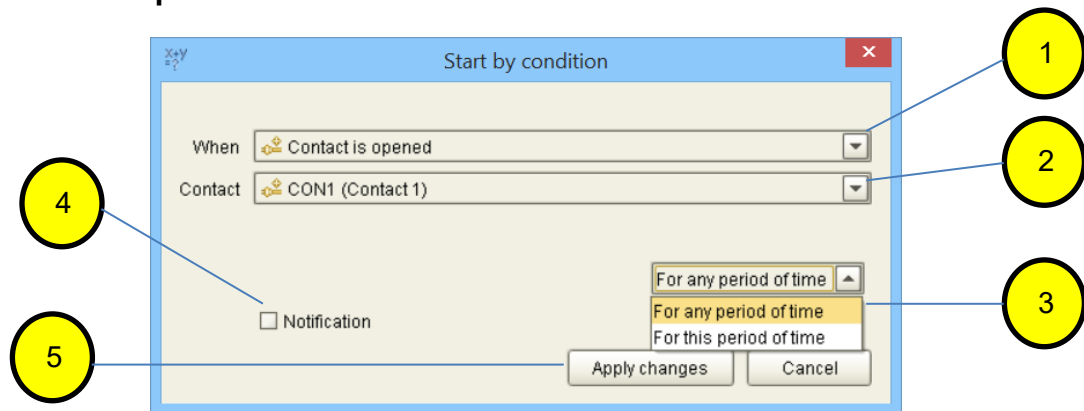 x+y
=?
Start by condition
x
1
When
Contact is opened
2
Contact
CON1 (Contact 1)
4
For any period of time
3
For any period of time
Notification
For this period of time
5
Apply changes
Cancel